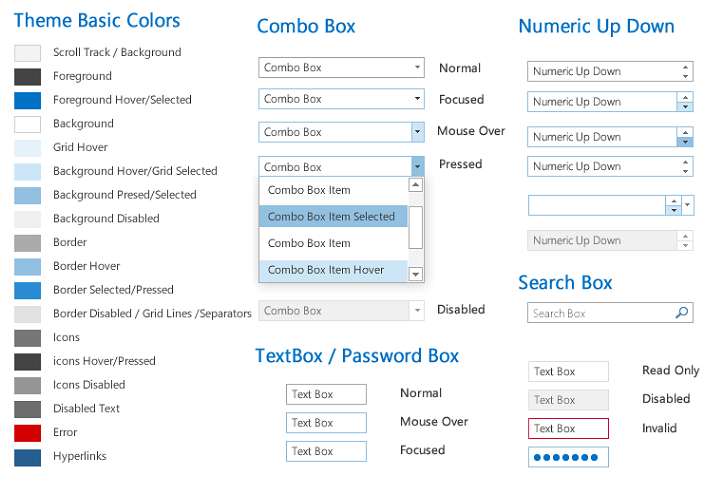 Theme Basic Colors
Scroll Track / Background
Foreground
Foreground Hover/Selected
Background
Grid Hover
Background Hover/Grid Selected
Background Presed/Selected
Background Disabled
Border
Border Hover
Border Selected/Pressed
Border Disabled / Grid Lines /Separators
Icons
icons Hover/Pressed
Icons Disabled
Disabled Text
Error
Hyperlinks
Combo Box
Combo Box Normal
Combo Box Focused
Combo Box Mouse Over
Combo Box Pressed
Combo Box Item
Combo Box Item Selected
Combo Box Item
Combo Box Item Hover
Combo Box Disabled
TextBox / Password Box
Text Box Normal
Text Box Mouse Over
Text Box Focused
Numeric Up Down
Numeric Up Down
Numeric Up Down
Numeric Up Down
Numeric Up Down
Numeric Up Down
Search Box
Search Box
Text Box Read Only
Text Box Disabled
Text Box Invalid